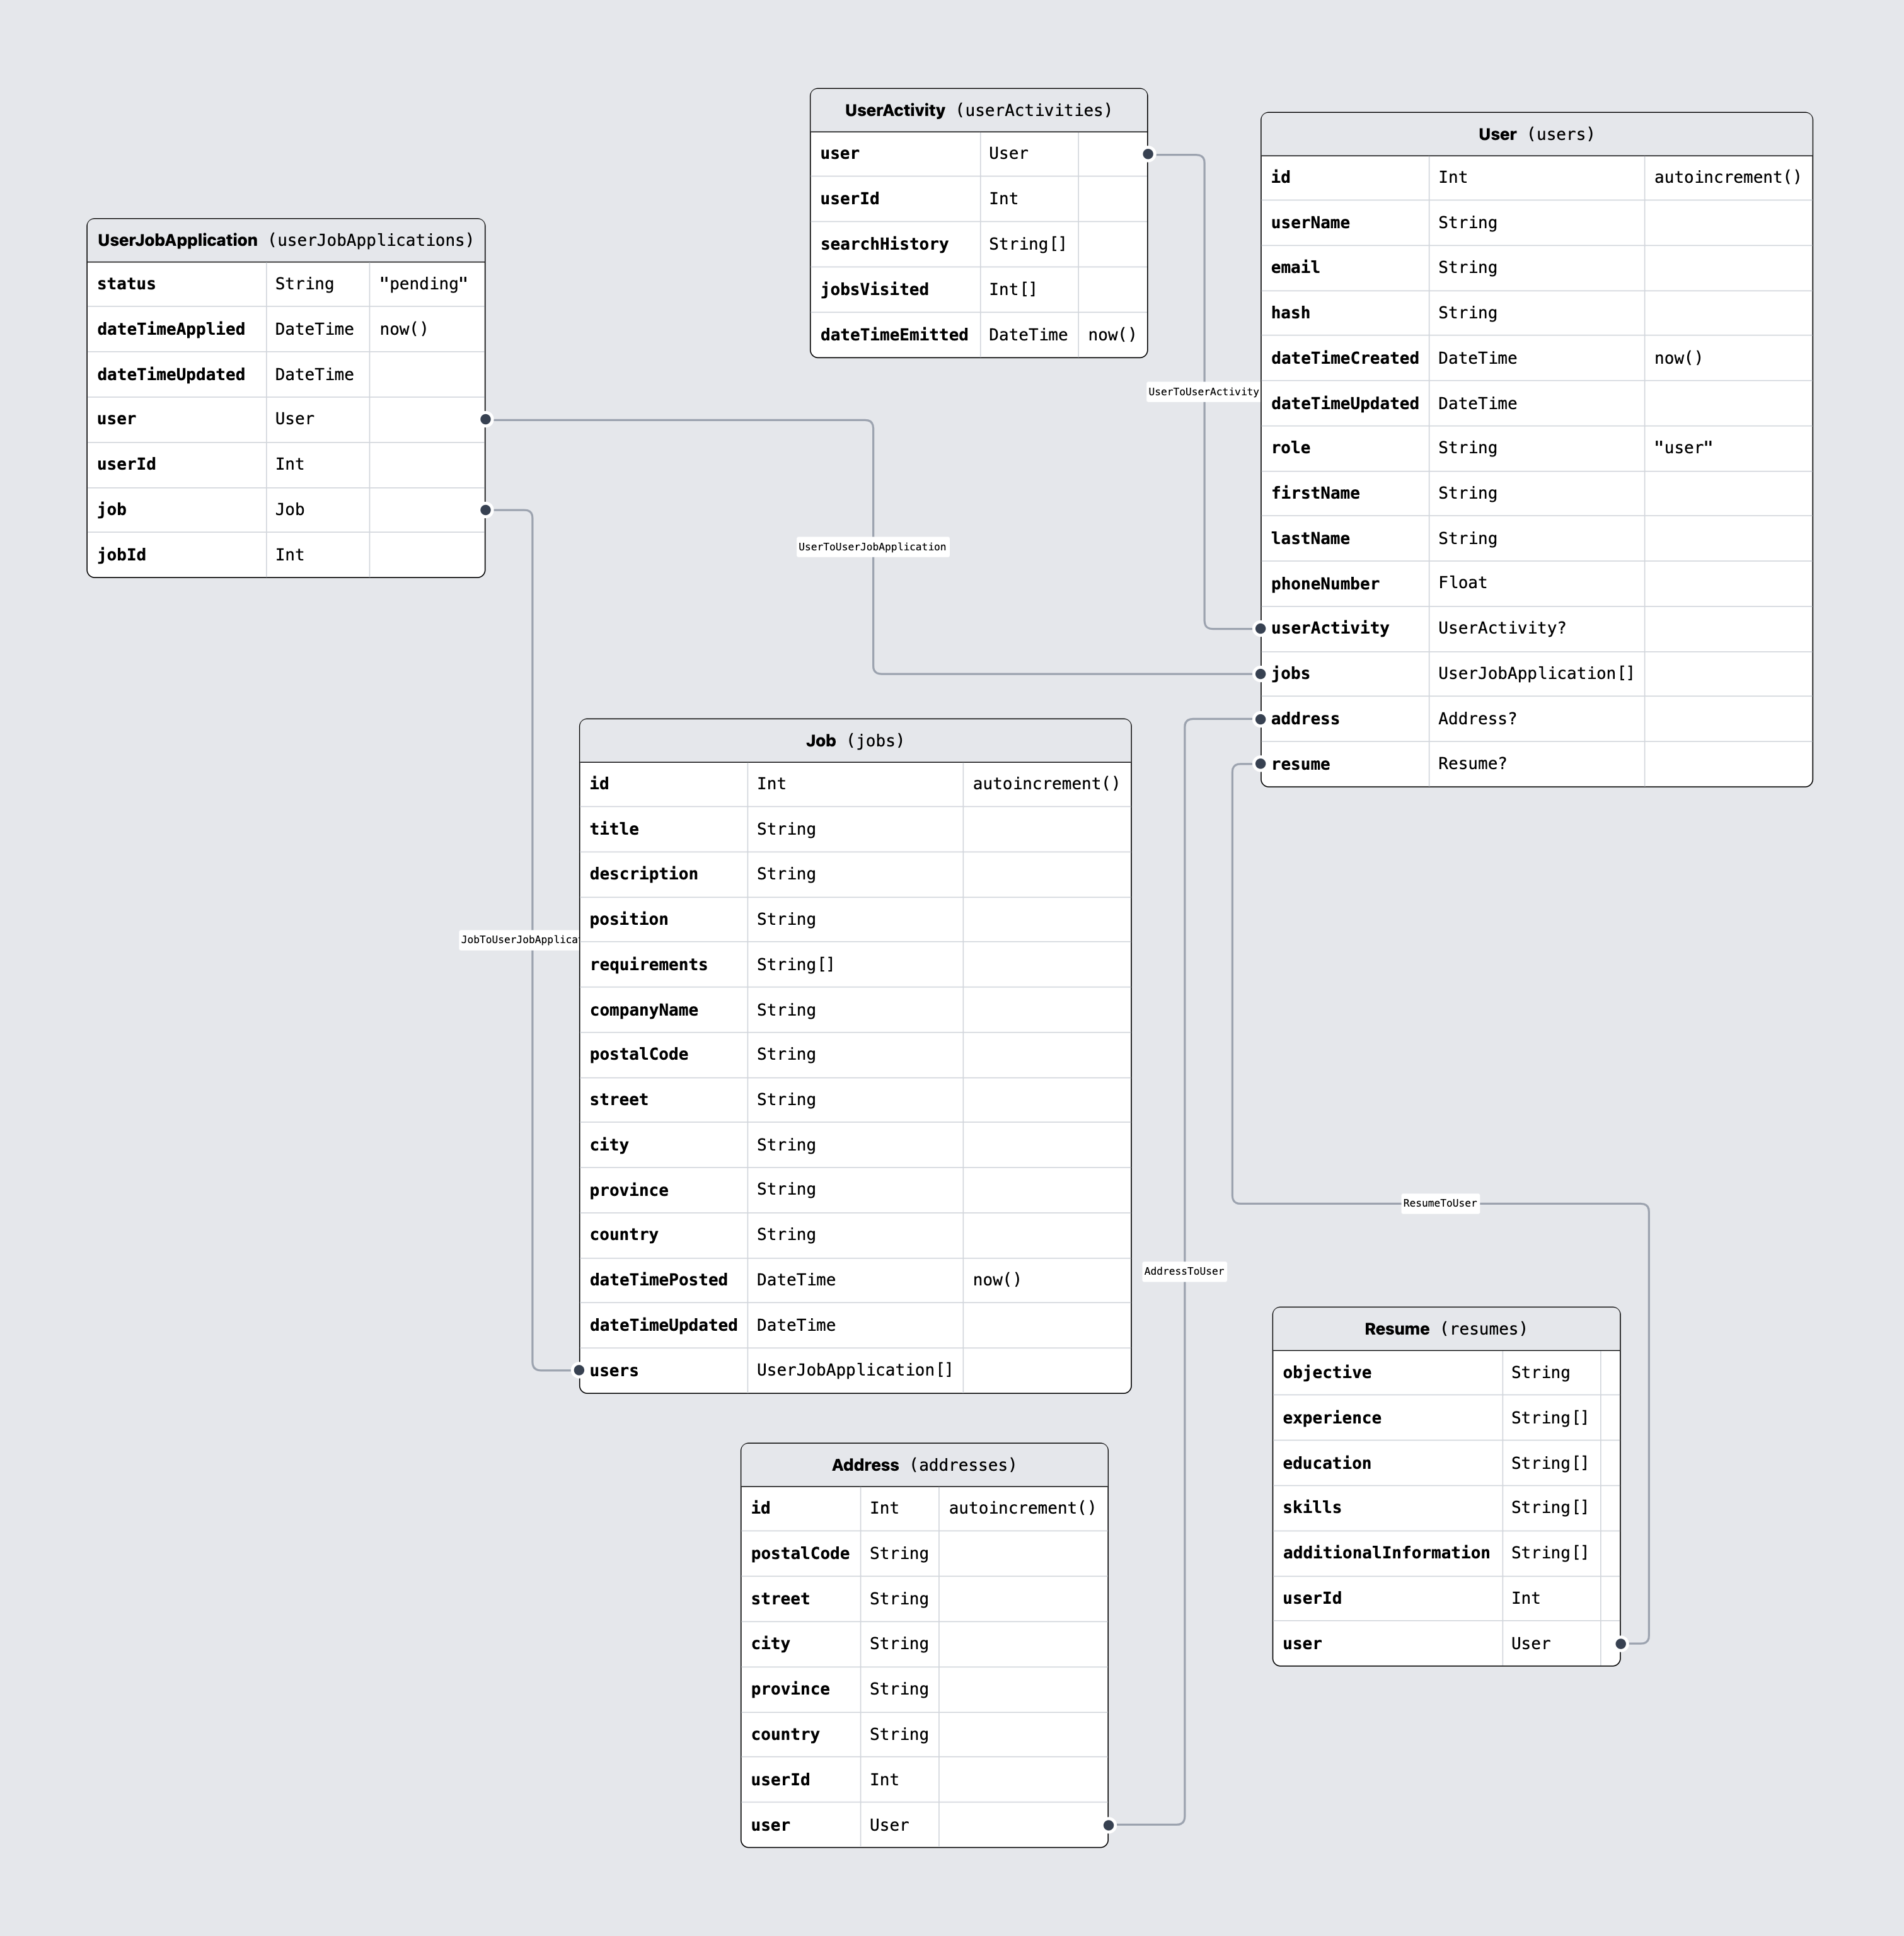 UserActivity (userActivities)
user User
userId Int
searchHistory String[]
jobsVisited Int[]
dateTimeEmitted DateTime now()
User (users)
id Int autoincrement()
userName String
email String
hash String
dateTimeCreated DateTime now()
dateTimeUpdated DateTime
role String "user"
firstName String
lastName String
phoneNumber Float
userActivity UserActivity?
jobs UserJobApplication[]
address Address?
resume Resume?
UserJobApplication (userJobApplications)
status String "pending"
dateTimeApplied DateTime now()
dateTimeUpdated DateTime
user User
userId Int
job Job
jobId Int
UserToUserActivity
UserToUserJobApplication
Job (jobs)
id Int autoincrement()
title String
description String
position String
requirements String[]
companyName String
postalCode String
street String
city String
province String
country String
dateTimePosted DateTime now()
dateTimeUpdated DateTime
users UserJobApplication[]
JobToUserJobApplica
ResumeToUser
AddressToUser
Resume (resumes)
objective String
experience String[]
education String[]
skills String[]
additionalInformation String[]
userId Int
user User
Address (addresses)
id Int autoincrement()
postalCode String
street String
city String
province String
country String
userId Int
user User